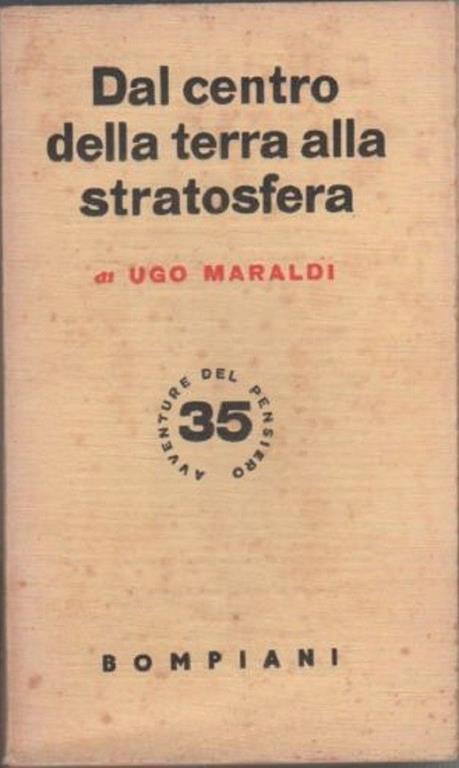 Dal centro
della terra alla
stratosfera
di UGO MARALDI
AVVENTURE DEL PENSIERO
35
BOMPIANI